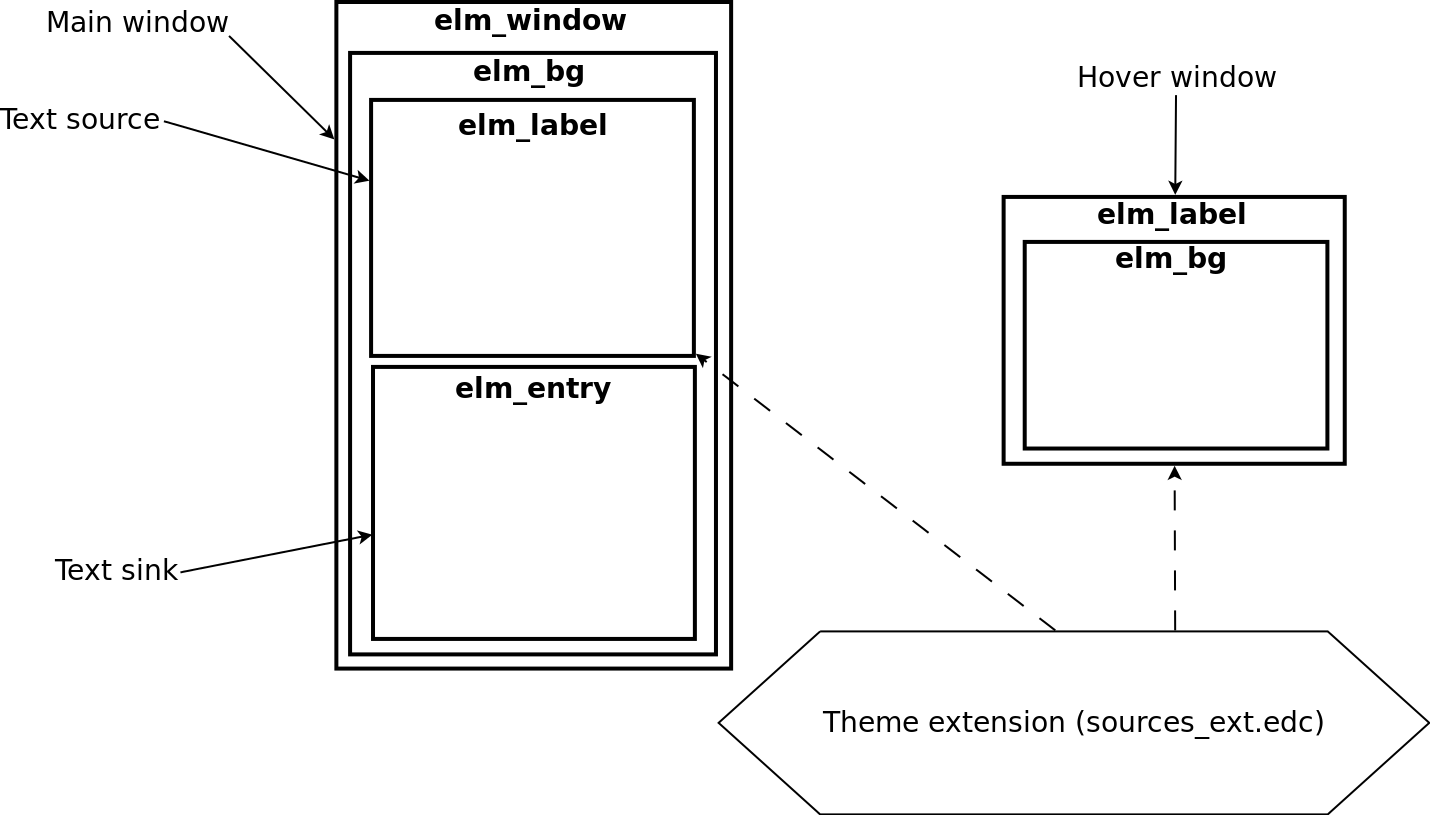 Main window
Text source
Text sink
elm_window
elm_bg
elm_label
elm_entry
Hover window
elm_label
elm_bg
Theme extension (sources_ext.edc)